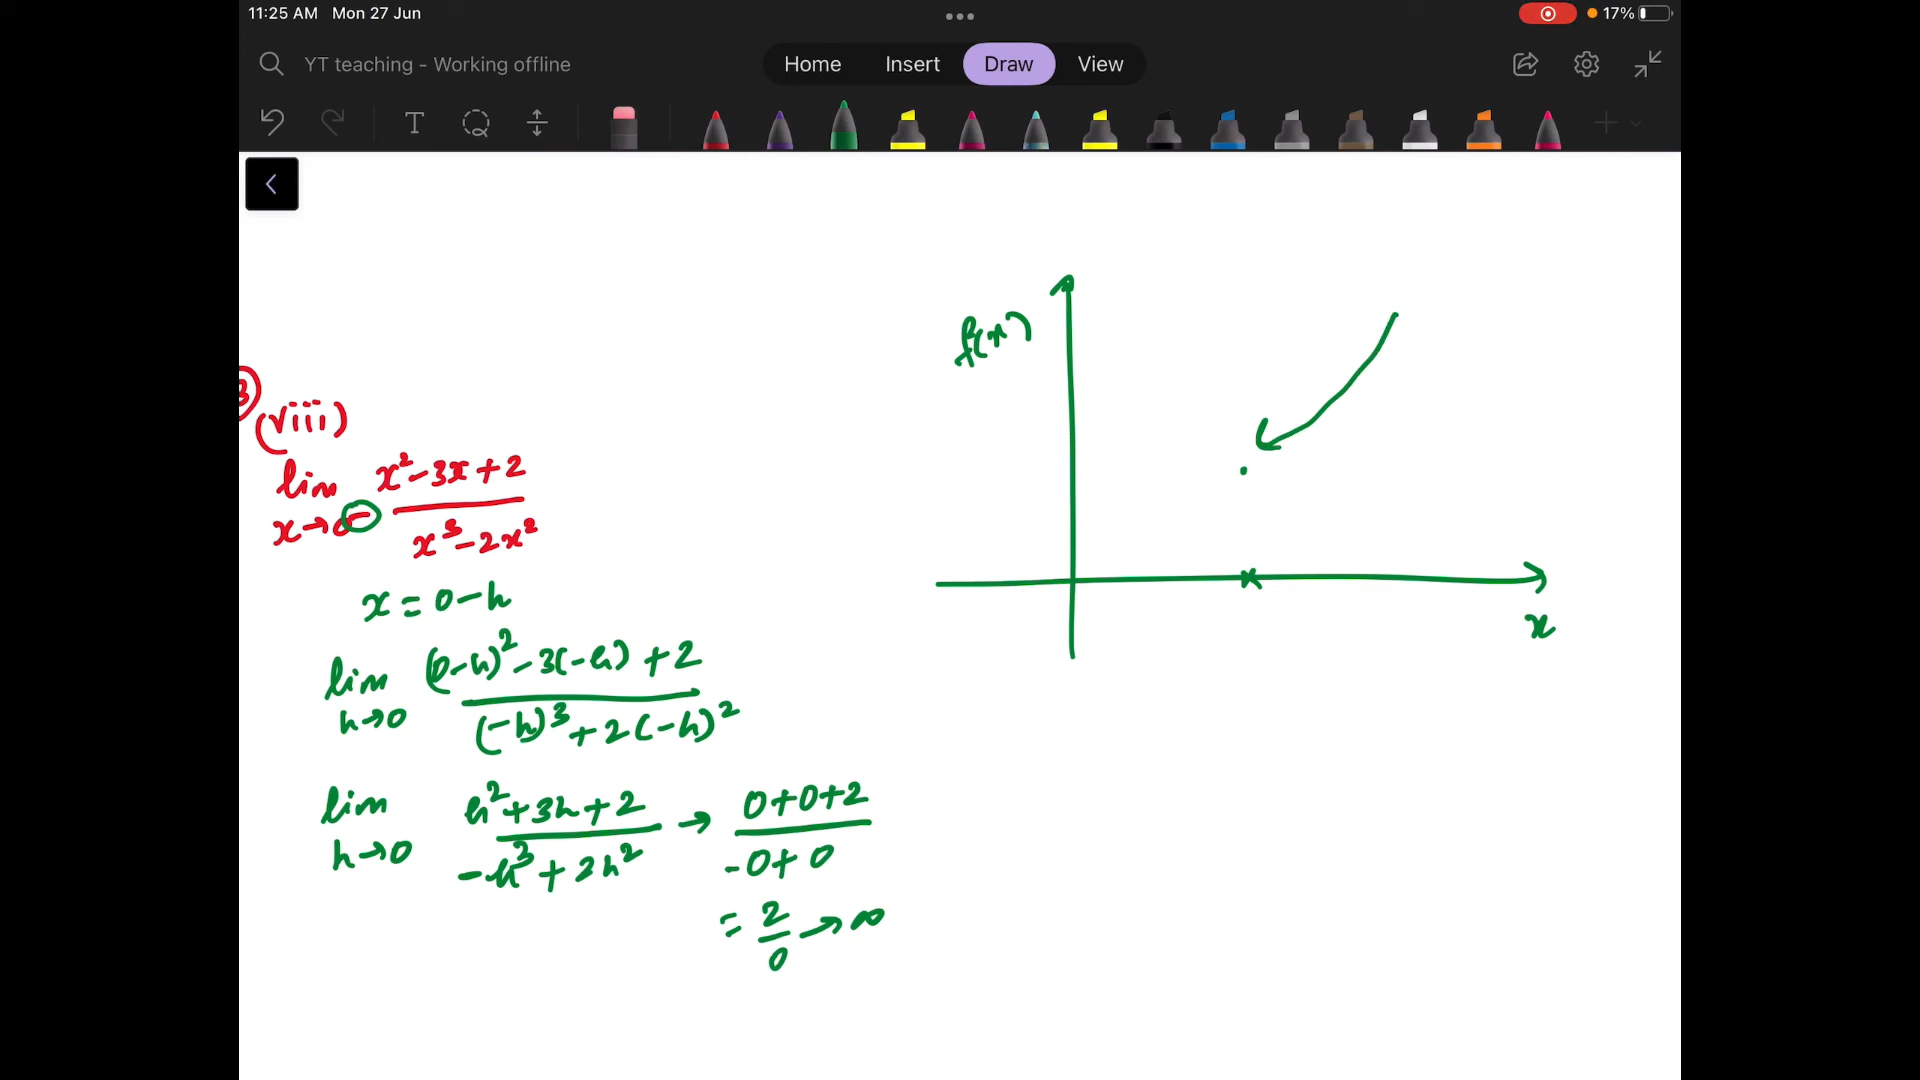 11:25 AM Mon 27 Jun
17%
YT teaching - Working offline
Home Insert Draw View
T
(viii)
lim x²-3x+2 / x³-2x²
x→0⁻
x = 0-h
lim (0-h)²-3(-h)+2 / (-h)³+2(-h)²
h→0
lim h²+3h+2 / -h³+2h² → 0+0+2 / -0+0
h→0
= 2/0 → ∞
f(x)
x